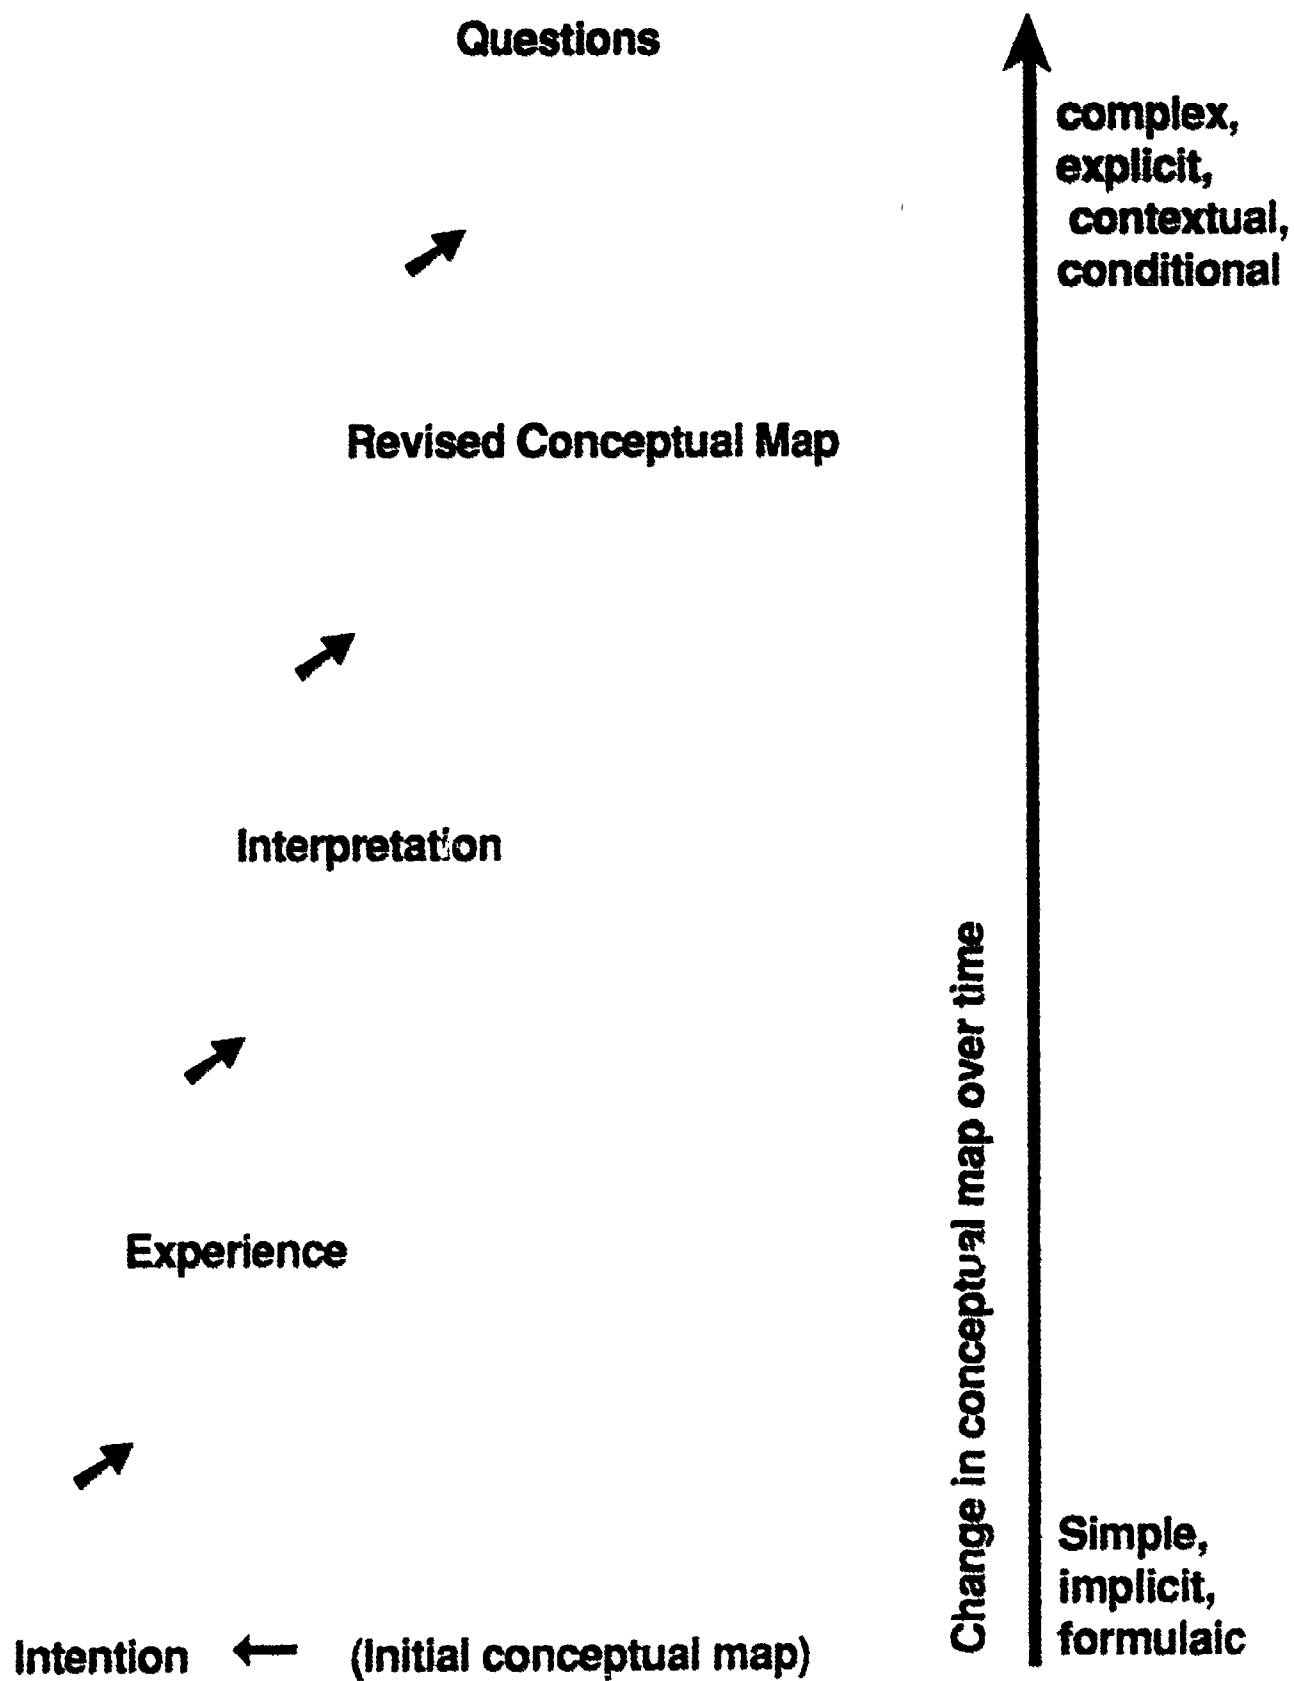 Questions
complex,
explicit,
contextual,
conditional
Revised Conceptual Map
Interpretation
Experience
Change in conceptual map over time
Simple,
implicit,
formulaic
Intention ← (Initial conceptual map)